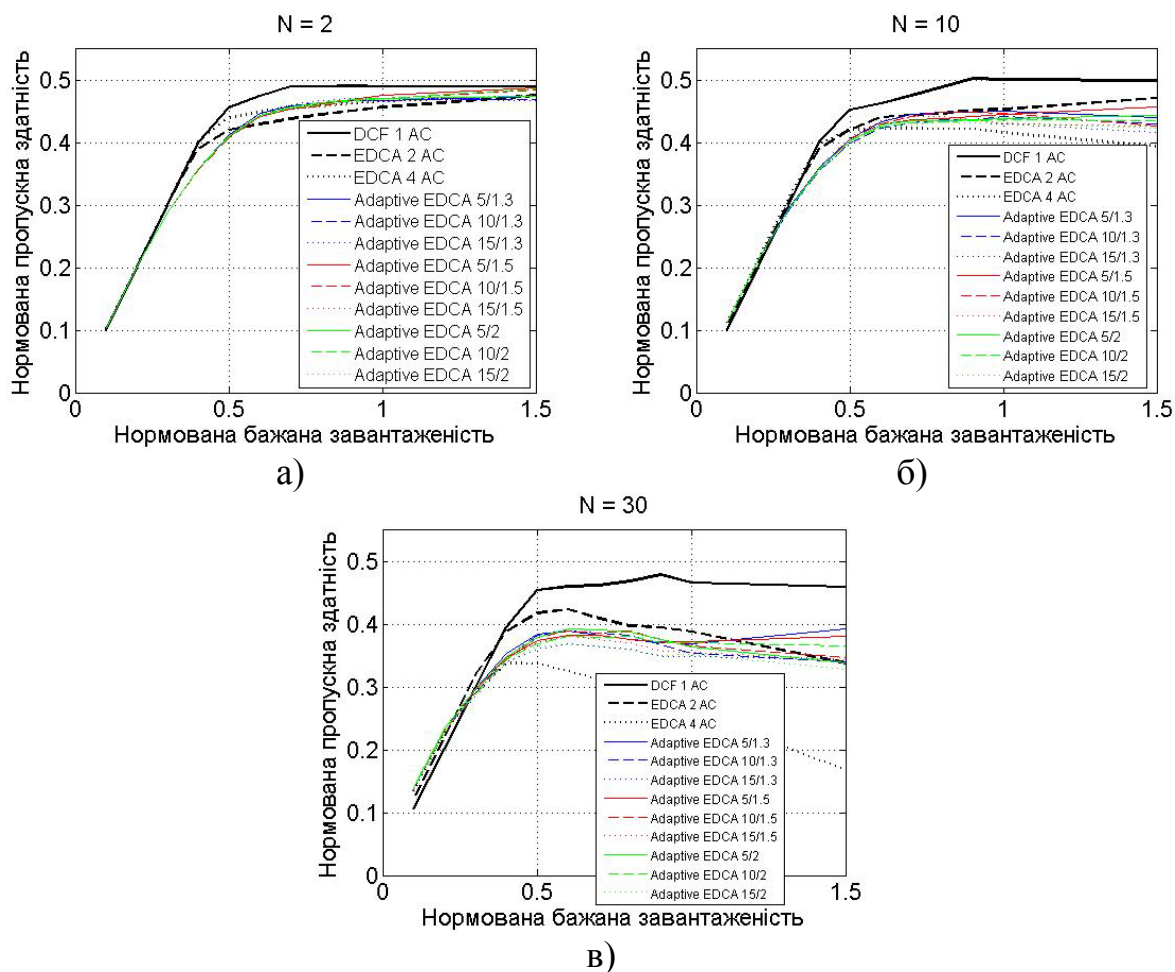 N = 2
Нормована пропускна здатність
0.5
0.4
0.3
0.2
0.1
0
DCF 1 AC
EDCA 2 AC
EDCA 4 AC
Adaptive EDCA 5/1.3
Adaptive EDCA 10/1.3
Adaptive EDCA 15/1.3
Adaptive EDCA 5/1.5
Adaptive EDCA 10/1.5
Adaptive EDCA 15/1.5
Adaptive EDCA 5/2
Adaptive EDCA 10/2
Adaptive EDCA 15/2
0 0.5 1 1.5
Нормована бажана завантаженість
а)
N = 10
Нормована пропускна здатність
0.5
0.4
0.3
0.2
0.1
0
DCF 1 AC
EDCA 2 AC
EDCA 4 AC
Adaptive EDCA 5/1.3
Adaptive EDCA 10/1.3
Adaptive EDCA 15/1.3
Adaptive EDCA 5/1.5
Adaptive EDCA 10/1.5
Adaptive EDCA 15/1.5
Adaptive EDCA 5/2
Adaptive EDCA 10/2
Adaptive EDCA 15/2
0 0.5 1 1.5
Нормована бажана завантаженість
б)
N = 30
Нормована пропускна здатність
0.5
0.4
0.3
0.2
0.1
0
DCF 1 AC
EDCA 2 AC
EDCA 4 AC
Adaptive EDCA 5/1.3
Adaptive EDCA 10/1.3
Adaptive EDCA 15/1.3
Adaptive EDCA 5/1.5
Adaptive EDCA 10/1.5
Adaptive EDCA 15/1.5
Adaptive EDCA 5/2
Adaptive EDCA 10/2
Adaptive EDCA 15/2
0 0.5 1.5
Нормована бажана завантаженість
в)